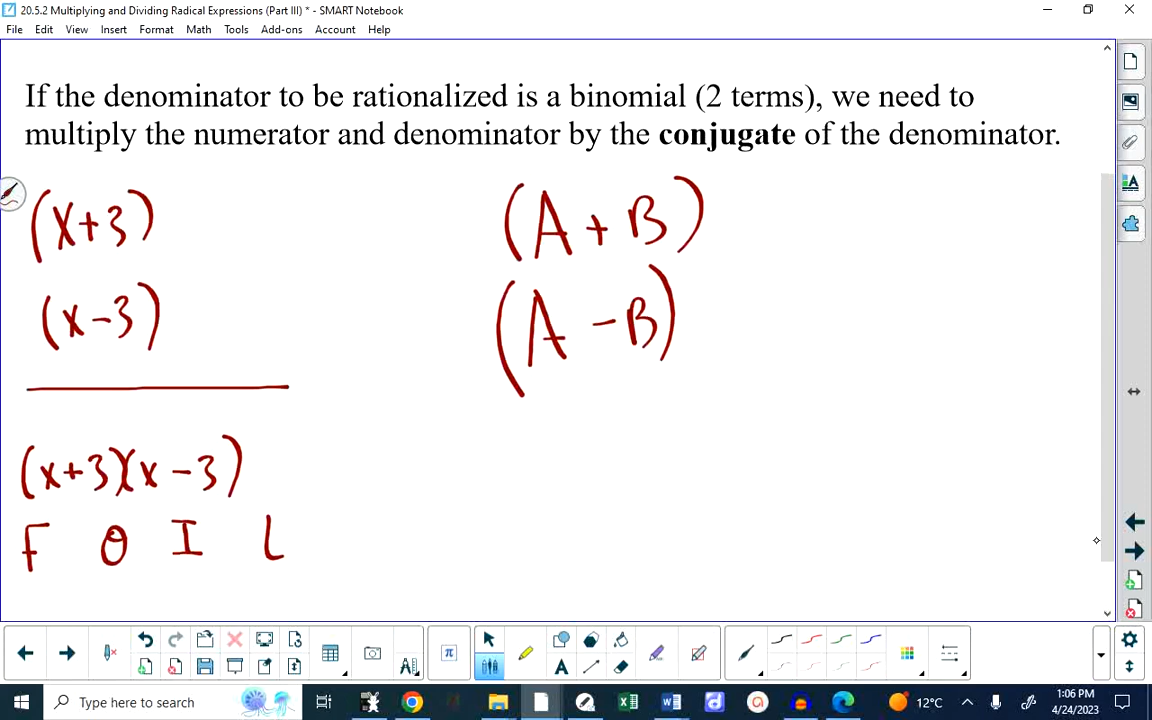 20.5.2 Multiplying and Dividing Radical Expressions (Part III) * - SMART Notebook
File Edit View Insert Format Math Tools Add-ons Account Help
If the denominator to be rationalized is a binomial (2 terms), we need to
multiply the numerator and denominator by the conjugate of the denominator.
(x+3)
(A + B)
(x-3)
(A - B)
(x+3)(x-3)
F O I L
π
A
Type here to search
12°C
1:06 PM
4/24/2023